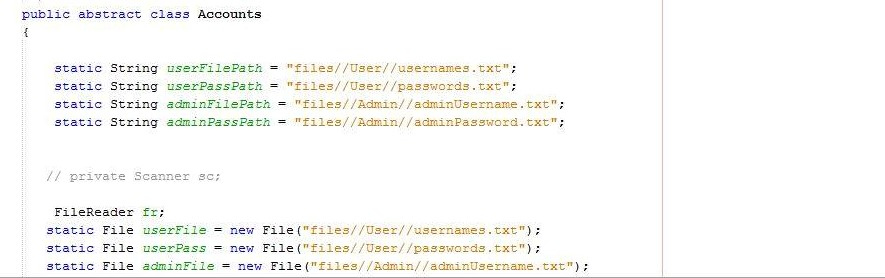 public abstract class Accounts
{
static String userFilePath = "files//User//usernames.txt";
static String userPassPath = "files//User//passwords.txt";
static String adminFilePath = "files//Admin//adminUsername.txt";
static String adminPassPath = "files//Admin//adminPassword.txt";
// private Scanner sc;
FileReader fr;
static File userFile = new File("files//User//usernames.txt");
static File userPass = new File("files//User//passwords.txt");
static File adminFile = new File("files//Admin//adminUsername.txt");